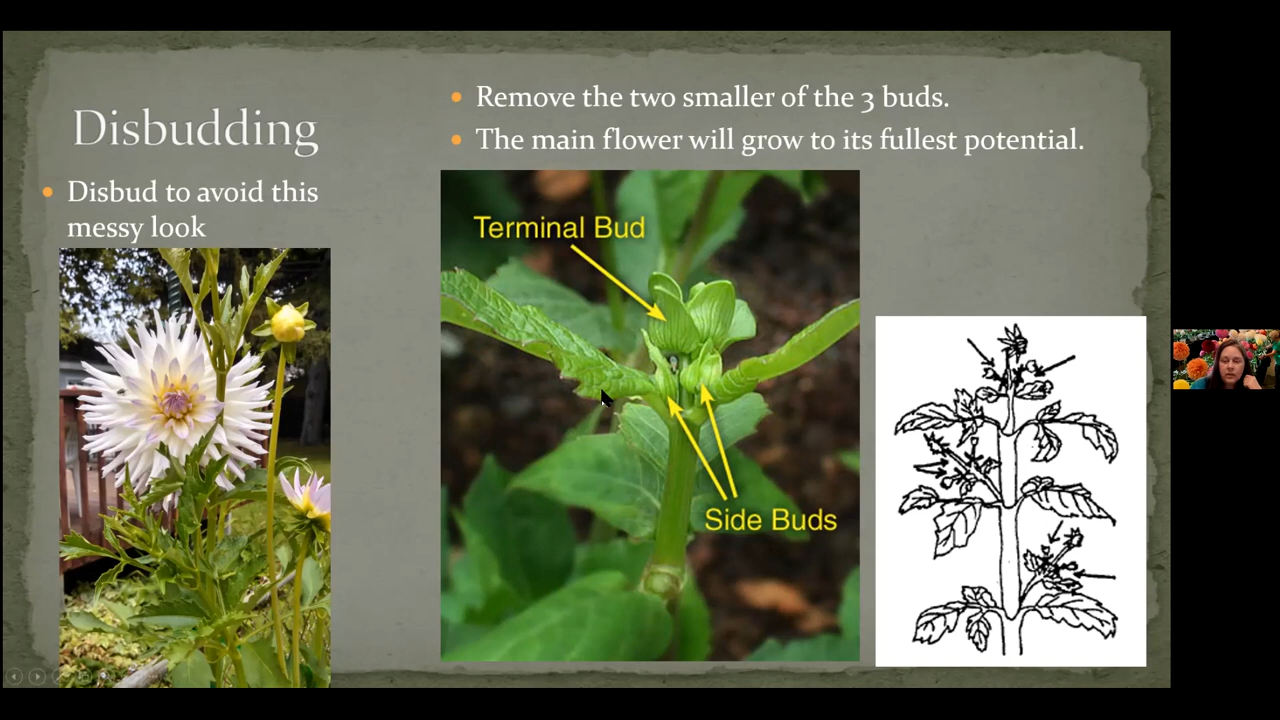 Disbudding
Disbud to avoid this
messy look
Remove the two smaller of the 3 buds.
The main flower will grow to its fullest potential.
Terminal Bud
Side Buds